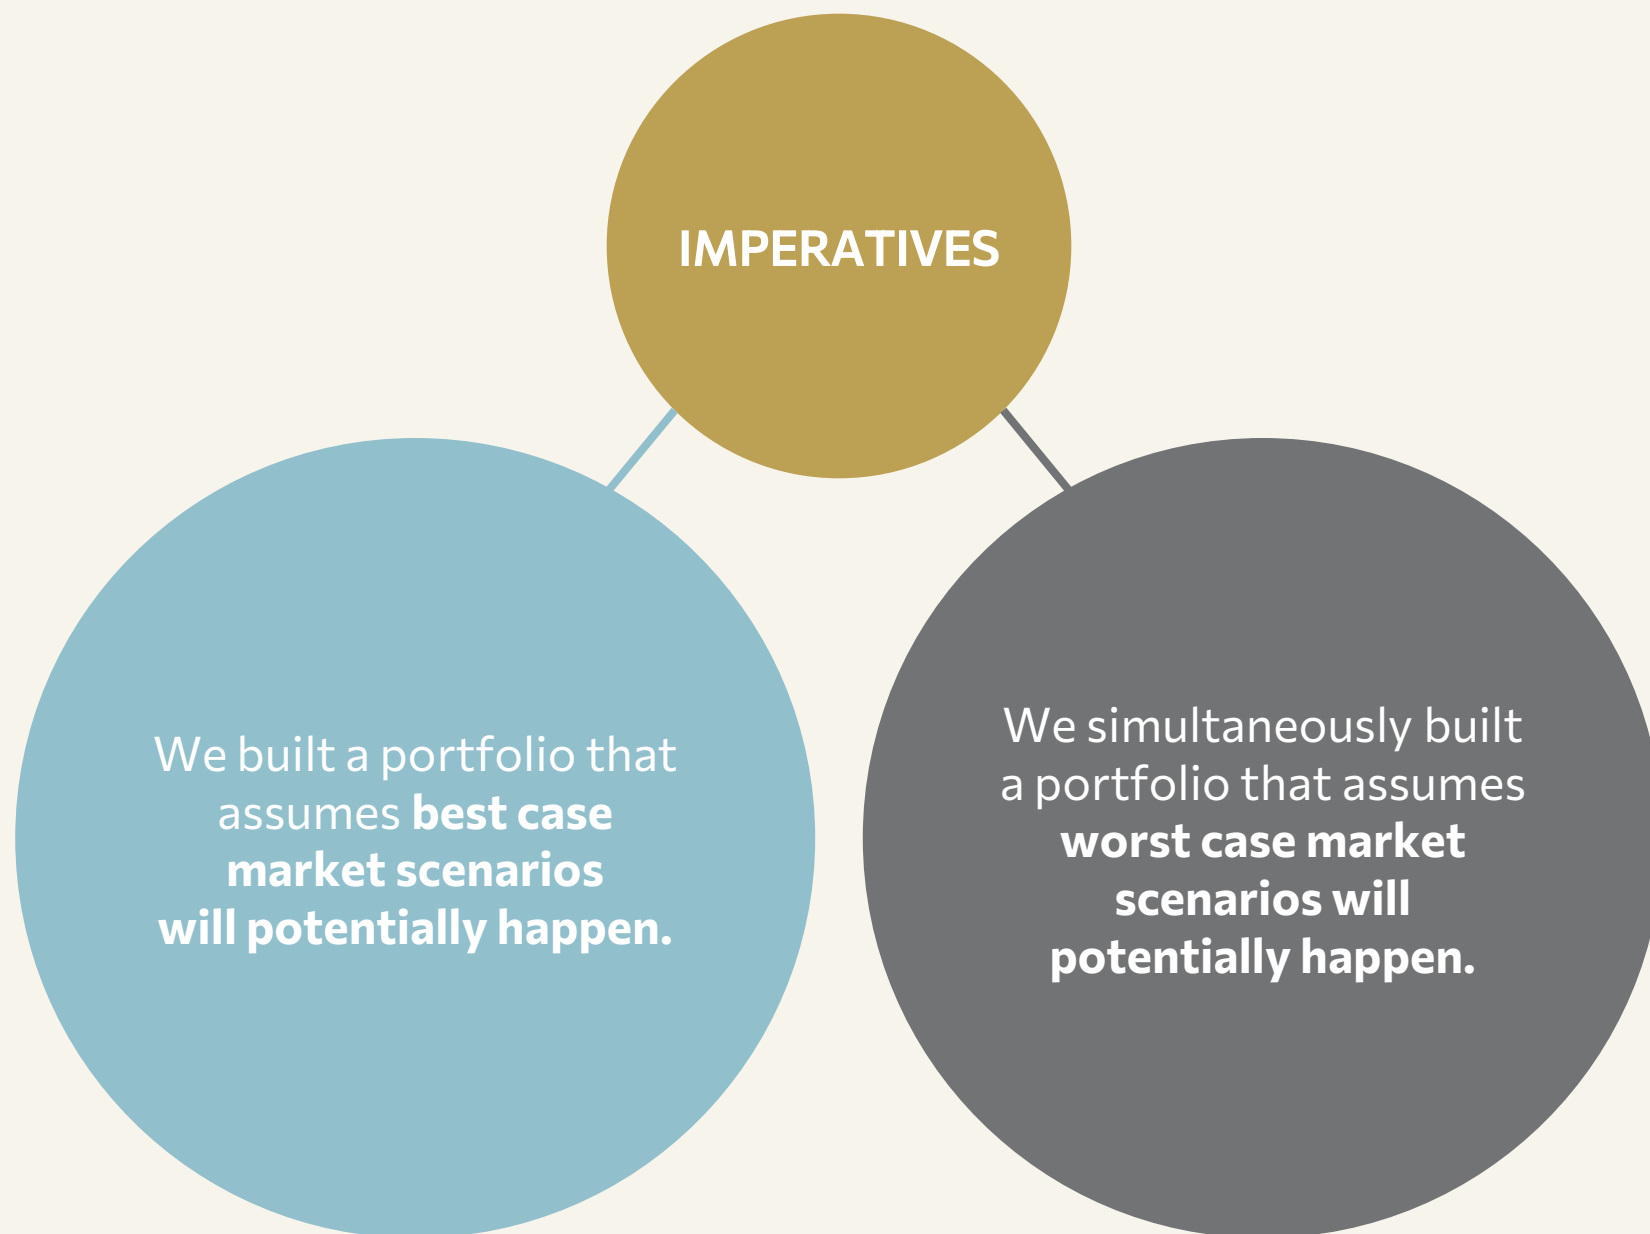 IMPERATIVES
We built a portfolio that
assumes best case
market scenarios
will potentially happen.
We simultaneously built
a portfolio that assumes
worst case market
scenarios will
potentially happen.